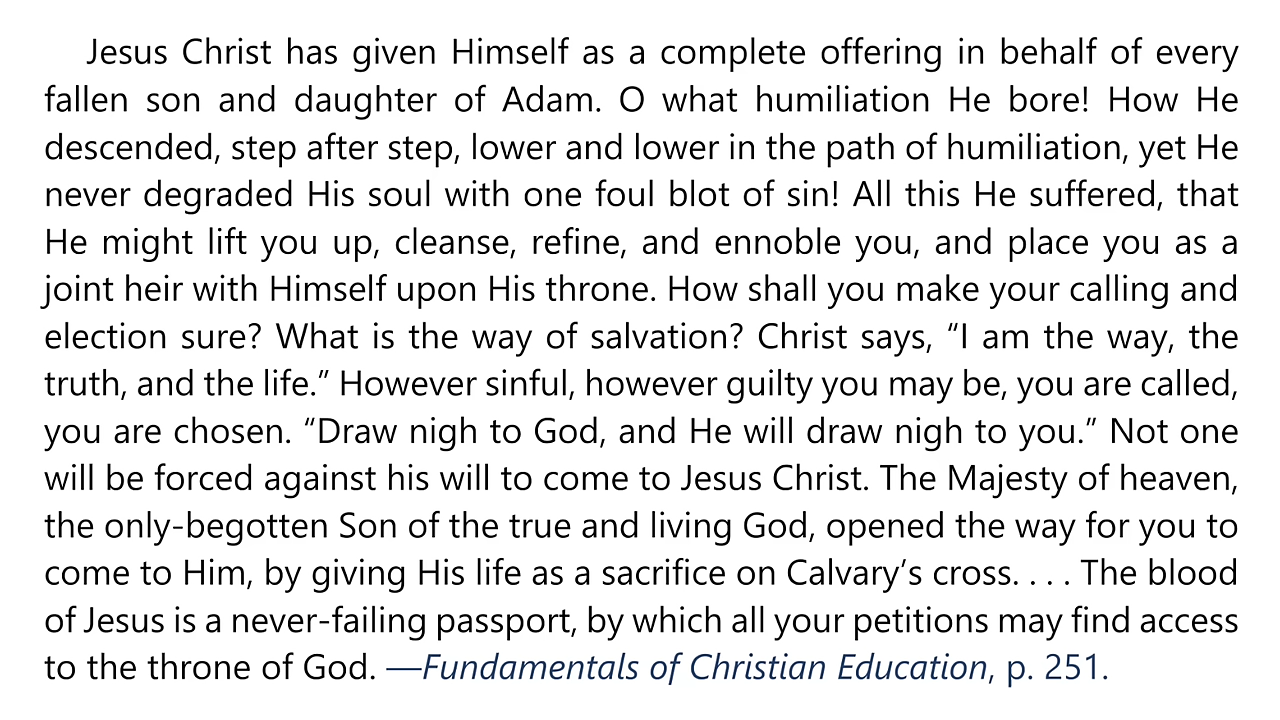 Jesus Christ has given Himself as a complete offering in behalf of every
fallen son and daughter of Adam. O what humiliation He bore! How He
descended, step after step, lower and lower in the path of humiliation, yet He
never degraded His soul with one foul blot of sin! All this He suffered, that
He might lift you up, cleanse, refine, and ennoble you, and place you as a
joint heir with Himself upon His throne. How shall you make your calling and
election sure? What is the way of salvation? Christ says, “I am the way, the
truth, and the life.” However sinful, however guilty you may be, you are called,
you are chosen. “Draw nigh to God, and He will draw nigh to you.” Not one
will be forced against his will to come to Jesus Christ. The Majesty of heaven,
the only-begotten Son of the true and living God, opened the way for you to
come to Him, by giving His life as a sacrifice on Calvary’s cross. . . . The blood
of Jesus is a never-failing passport, by which all your petitions may find access
to the throne of God. —Fundamentals of Christian Education, p. 251.